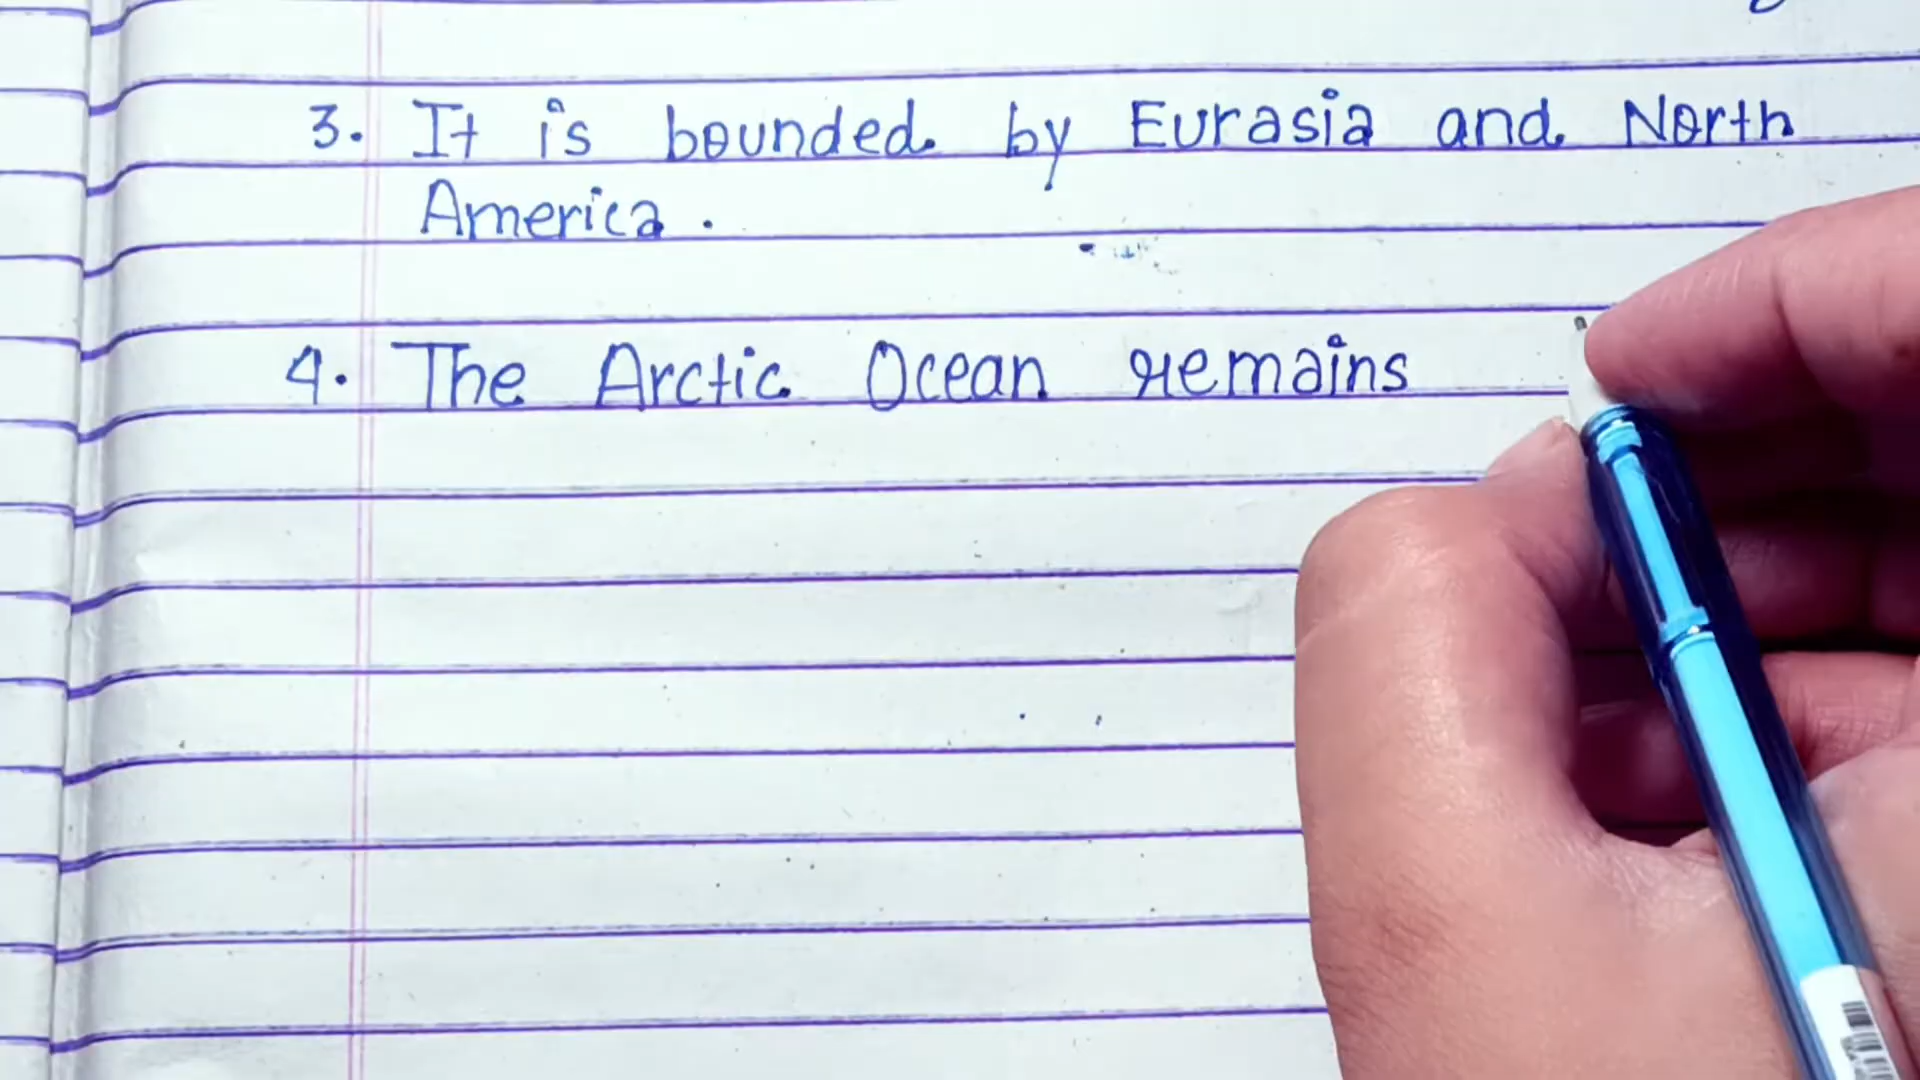 3. It is bounded by Eurasia and North
America.
4. The Arctic Ocean remains